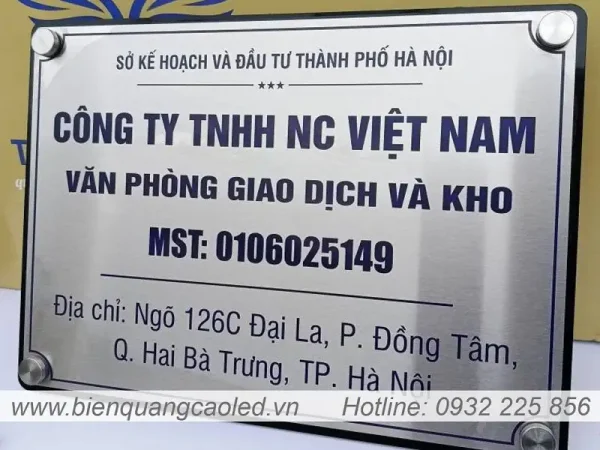 SỞ KẾ HOẠCH VÀ ĐẦU TƯ THÀNH PHỐ HÀ NỘI
CÔNG TY TNHH NC VIỆT NAM
VĂN PHÒNG GIAO DỊCH VÀ KHO
MST: 0106025149
Địa chỉ: Ngõ 126C Đại La, P. Đồng Tâm,
Q. Hai Bà Trưng, TP. Hà Nội
www.bienquangcaoled.vn Hotline: 0932 225 856